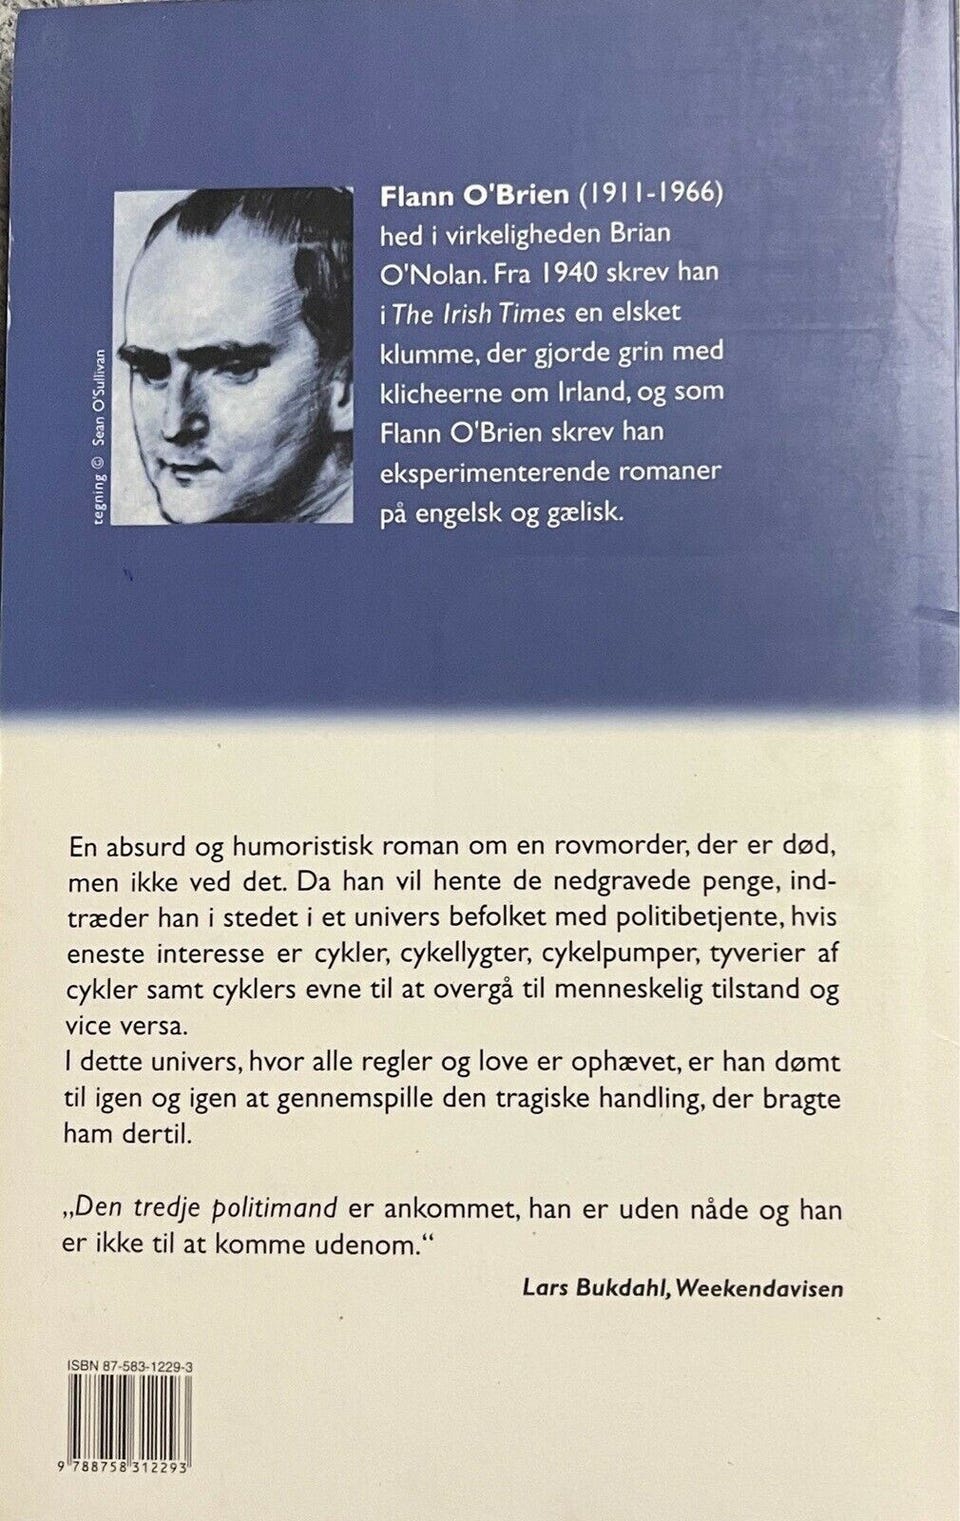 Flann O'Brien (1911-1966)
hed i virkeligheden Brian
O'Nolan. Fra 1940 skrev han
i The Irish Times en elsket
klumme, der gjorde grin med
klicheerne om Irland, og som
Flann O'Brien skrev han
eksperimenterende romaner
på engelsk og gælisk.
tegning © Sean O'Sullivan
En absurd og humoristisk roman om en rovmorder, der er død,
men ikke ved det. Da han vil hente de nedgravede penge, ind-
træder han i stedet i et univers befolket med politibetjente, hvis
eneste interesse er cykler, cykellygter, cykelpumper, tyverier af
cykler samt cyklers evne til at overgå til menneskelig tilstand og
vice versa.
I dette univers, hvor alle regler og love er ophævet, er han dømt
til igen og igen at gennemspille den tragiske handling, der bragte
ham dertil.
„Den tredje politimand er ankommet, han er uden nåde og han
er ikke til at komme udenom.“
Lars Bukdahl, Weekendavisen
ISBN 87-583-1229-3
9 788758 312293